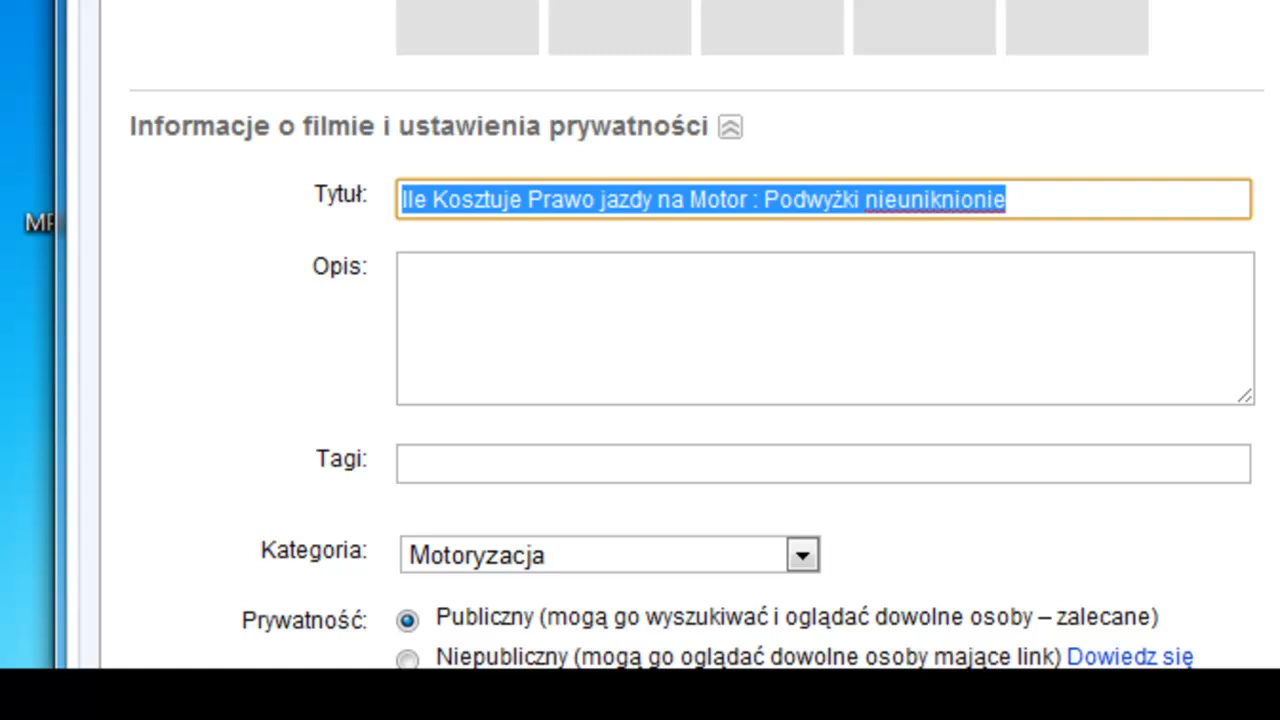 Informacje o filmie i ustawienia prywatności
Tytuł: Ile Kosztuje Prawo jazdy na Motor : Podwyżki nieuniknionie
Opis:
Tagi:
Kategoria: Motoryzacja
Prywatność: Publiczny (mogą go wyszukiwać i oglądać dowolne osoby – zalecane)
Niepubliczny (mogą go oglądać dowolne osoby mające link) Dowiedz się